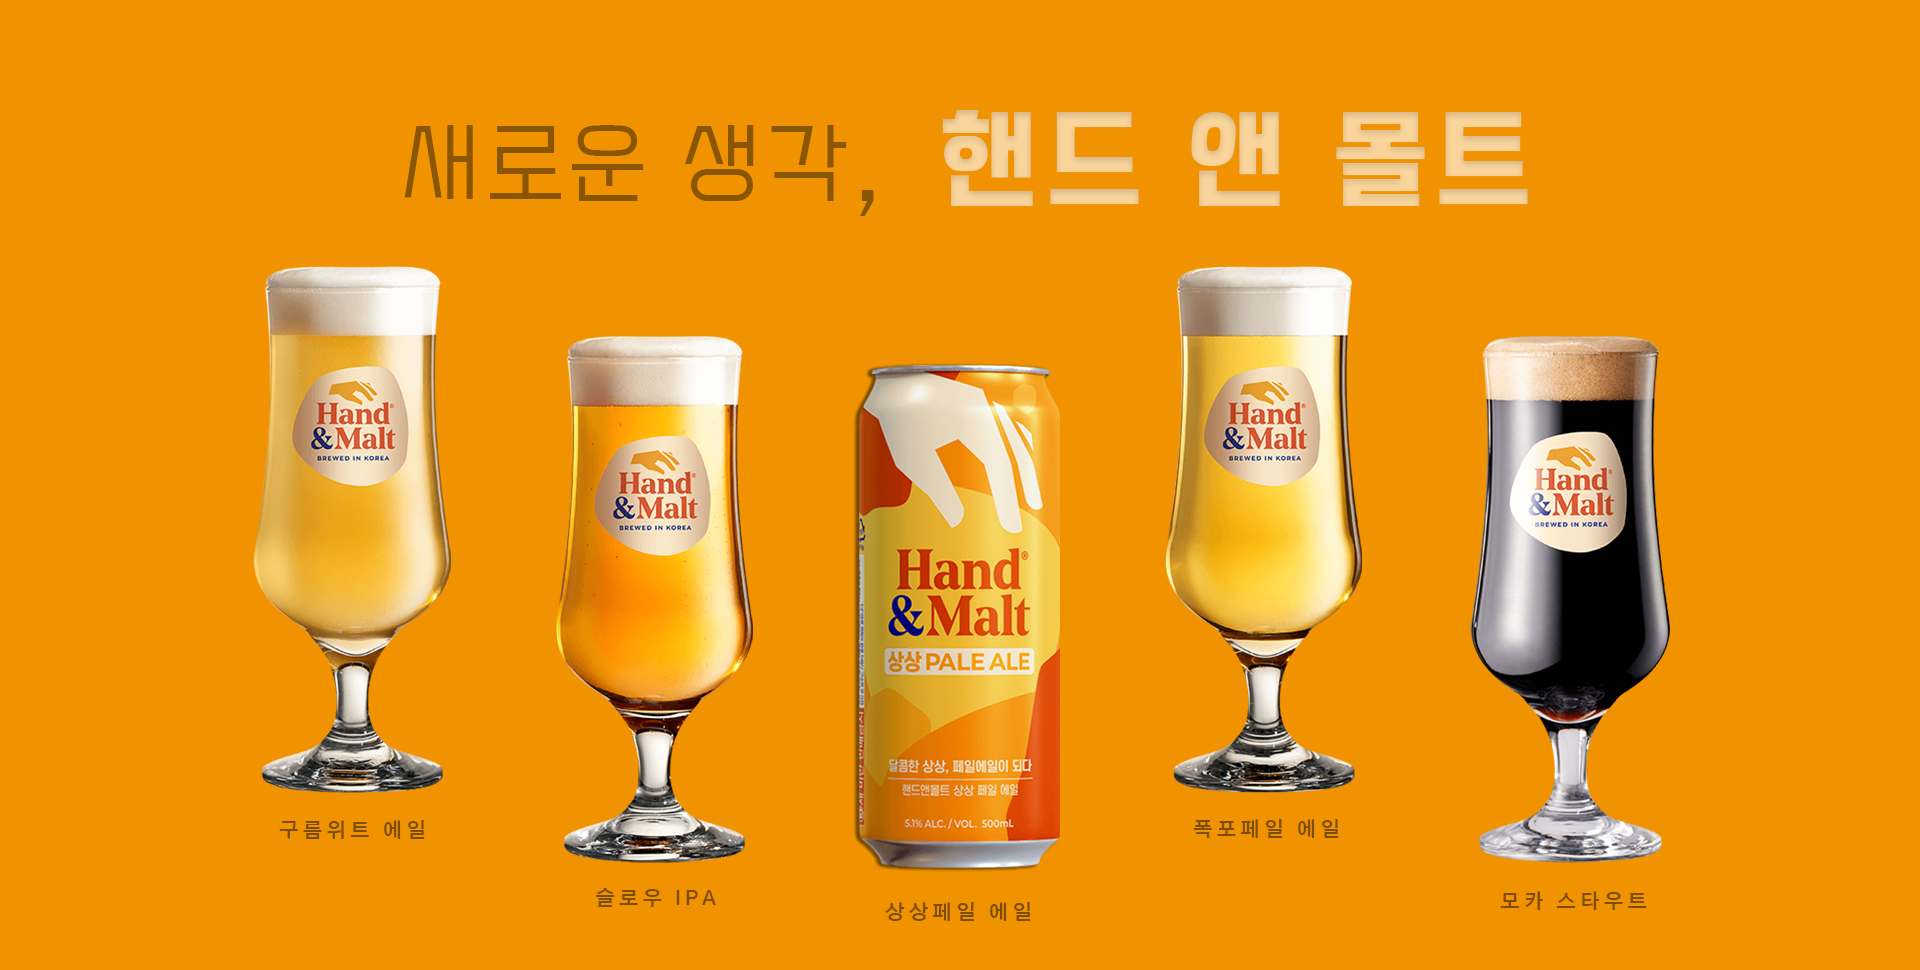 새로운 생각, 핸드 앤 몰트
Hand®
&Malt
BREWED IN KOREA
구름위트 에일
Hand®
&Malt
BREWED IN KOREA
슬로우 IPA
Hand®
&Malt
상상 PALE ALE
달콤한 상상, 페일에일이 되다
핸드앤몰트 상상 페일 에일
5.1% ALC. / VOL. 500mL
상상페일 에일
Hand®
&Malt
BREWED IN KOREA
폭포페일 에일
Hand®
&Malt
BREWED IN KOREA
모카 스타우트